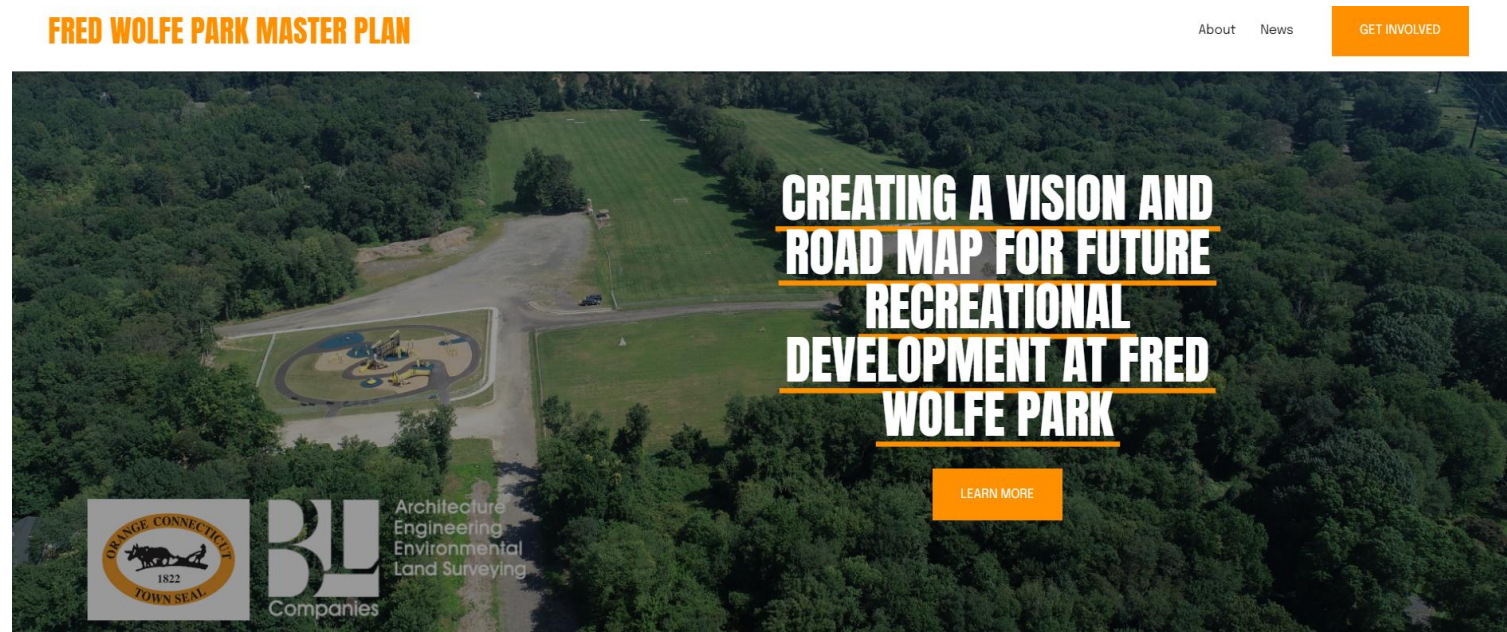 FRED WOLFE PARK MASTER PLAN
About News GET INVOLVED
CREATING A VISION AND
ROAD MAP FOR FUTURE
RECREATIONAL
DEVELOPMENT AT FRED
WOLFE PARK
LEARN MORE
ORANGE CONNECTICUT
1822
TOWN SEAL
BL
Companies
Architecture
Engineering
Environmental
Land Surveying